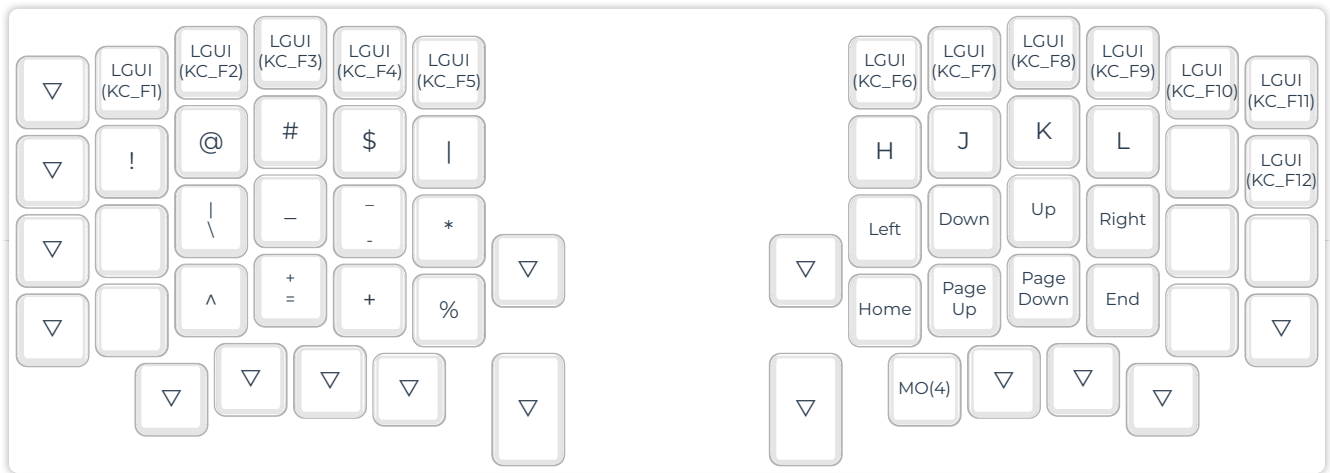 LGUI
(KC_F1)
LGUI
(KC_F2)
LGUI
(KC_F3)
LGUI
(KC_F4)
LGUI
(KC_F5)
LGUI
(KC_F6)
LGUI
(KC_F7)
LGUI
(KC_F8)
LGUI
(KC_F9)
LGUI
(KC_F10)
LGUI
(KC_F11)
▽
▽
!
@
#
$
|
H
J
K
L
LGUI
(KC_F12)
▽
|
\
_
_
-
*
▽
▽
Left
Down
Up
Right
▽
^
+
=
+
%
Home
Page
Up
Page
Down
End
▽
▽
▽
▽
▽
▽
▽
MO(4)
▽
▽
▽